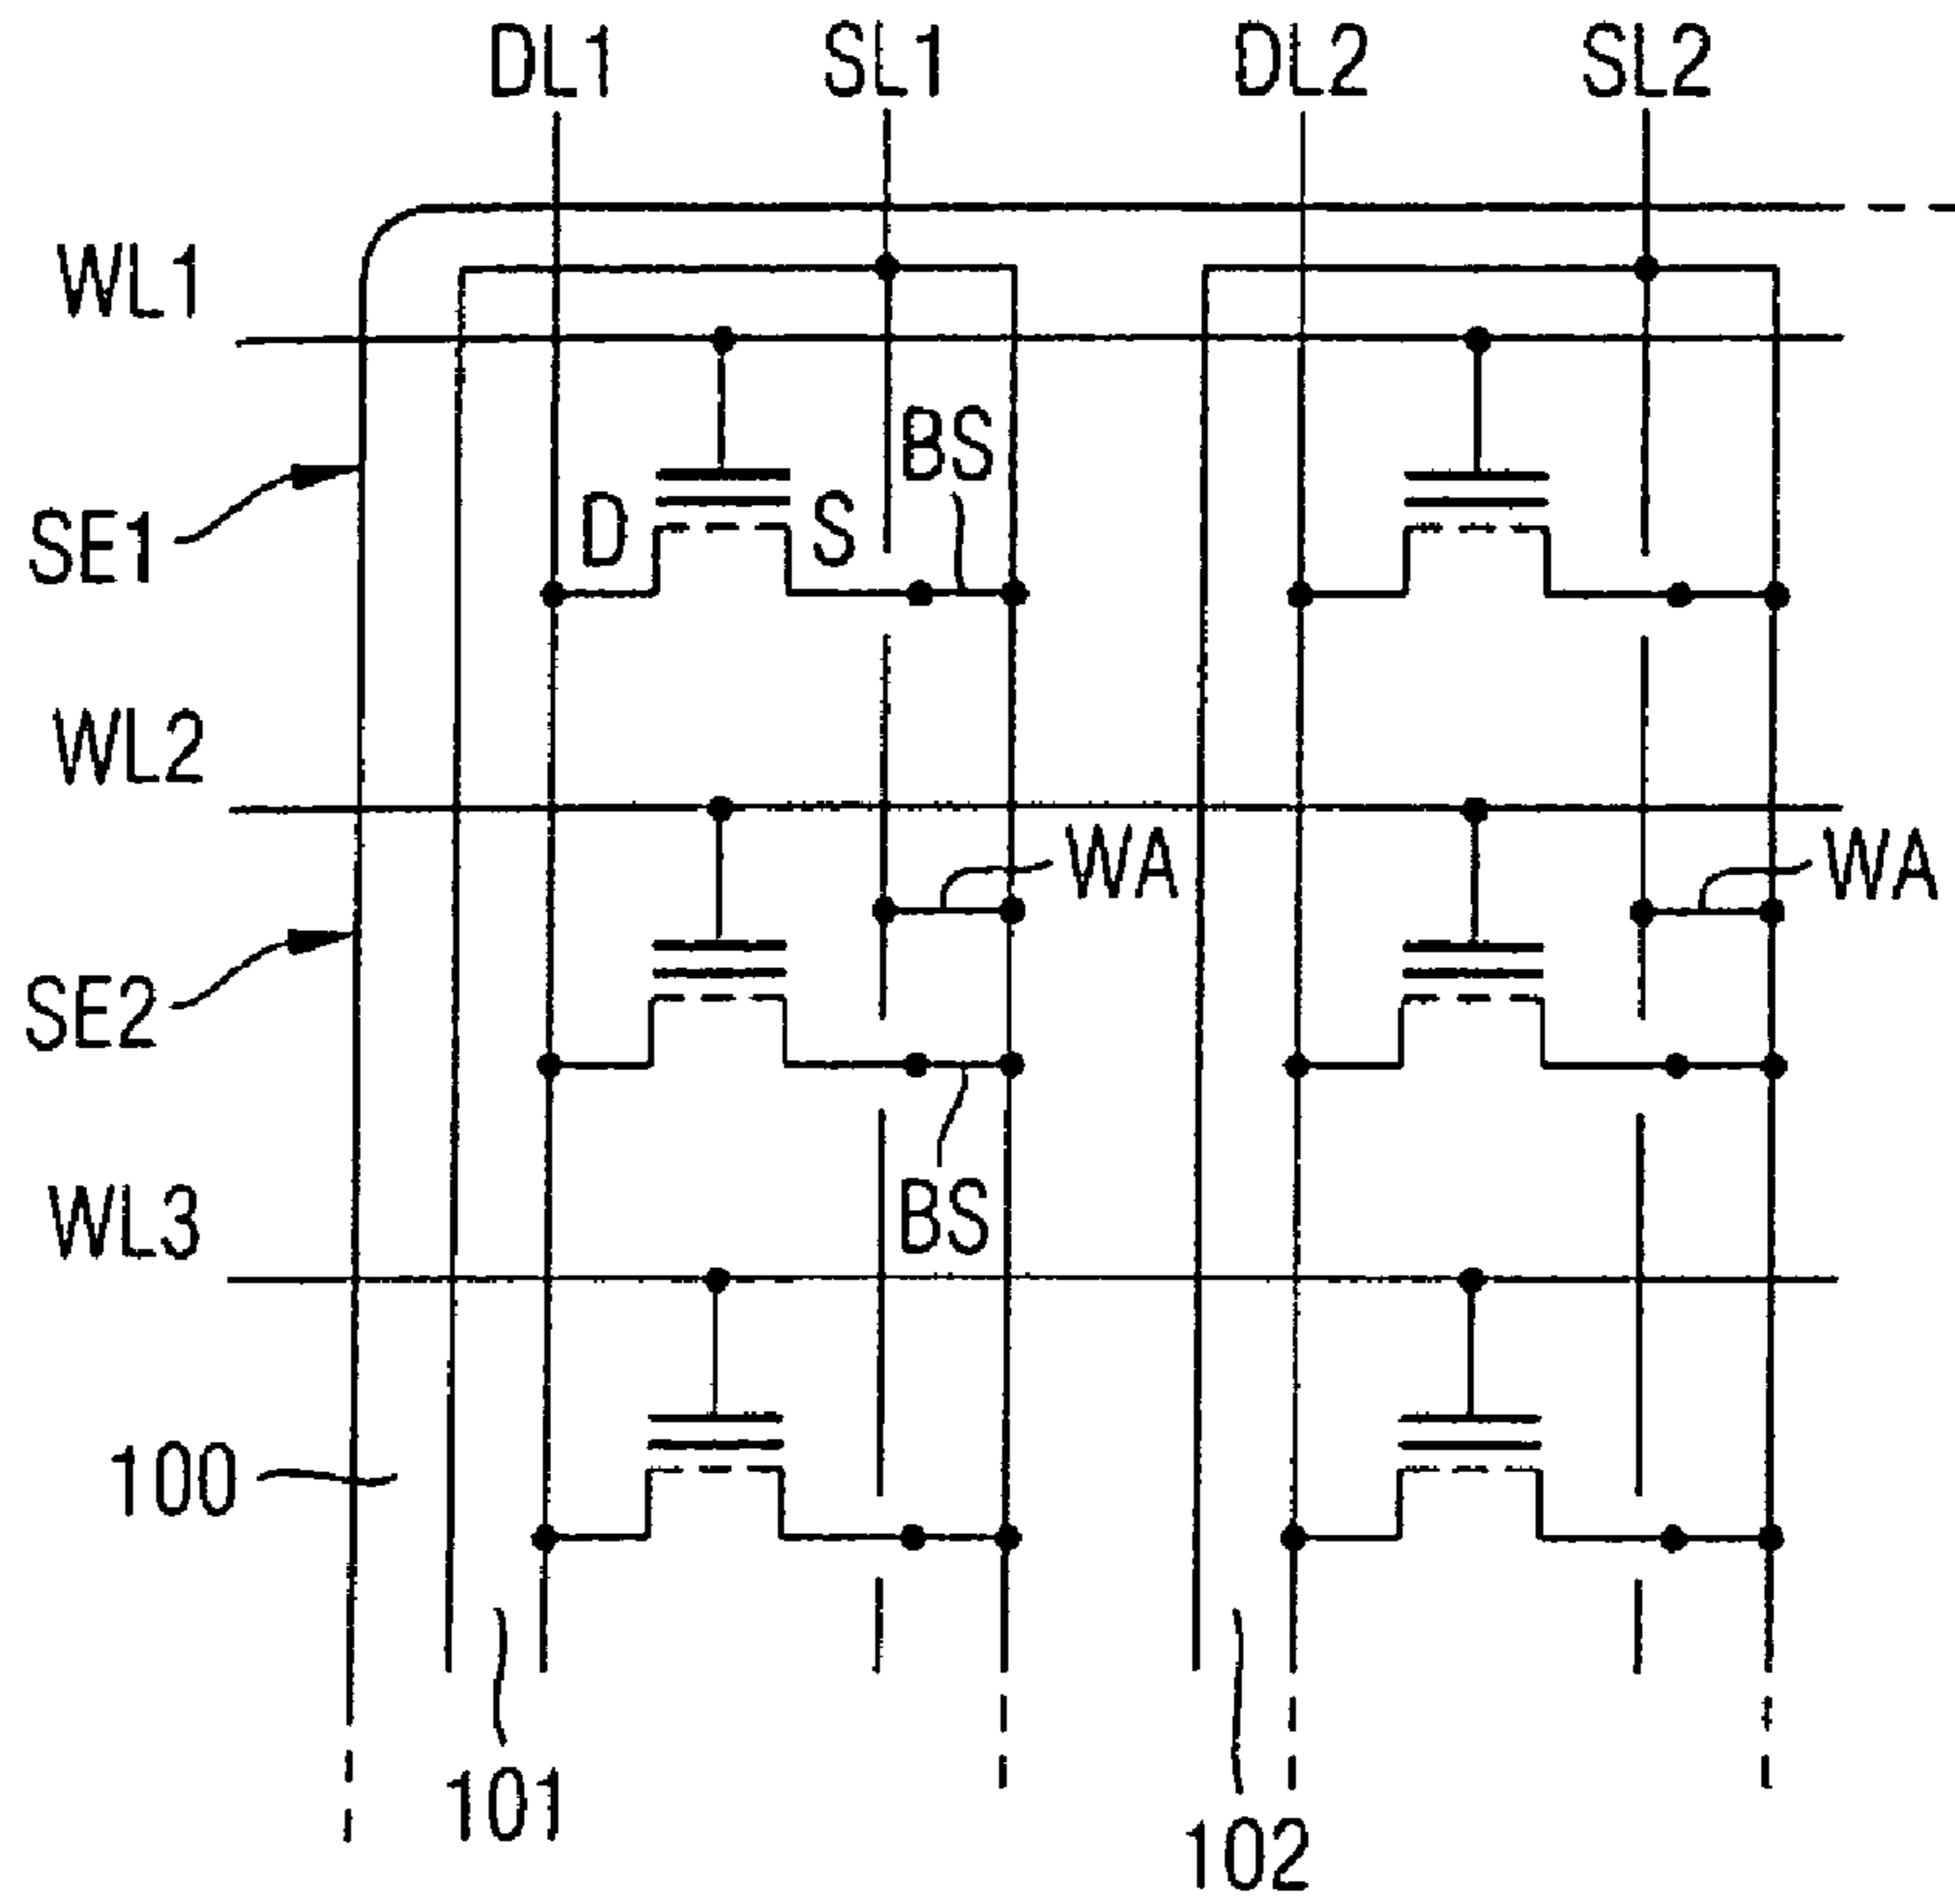 DL1 SL1 DL2 SL2
WL1
BS
D S
SE1
WL2
WA WA
SE2
WL3
BS
100
101
102